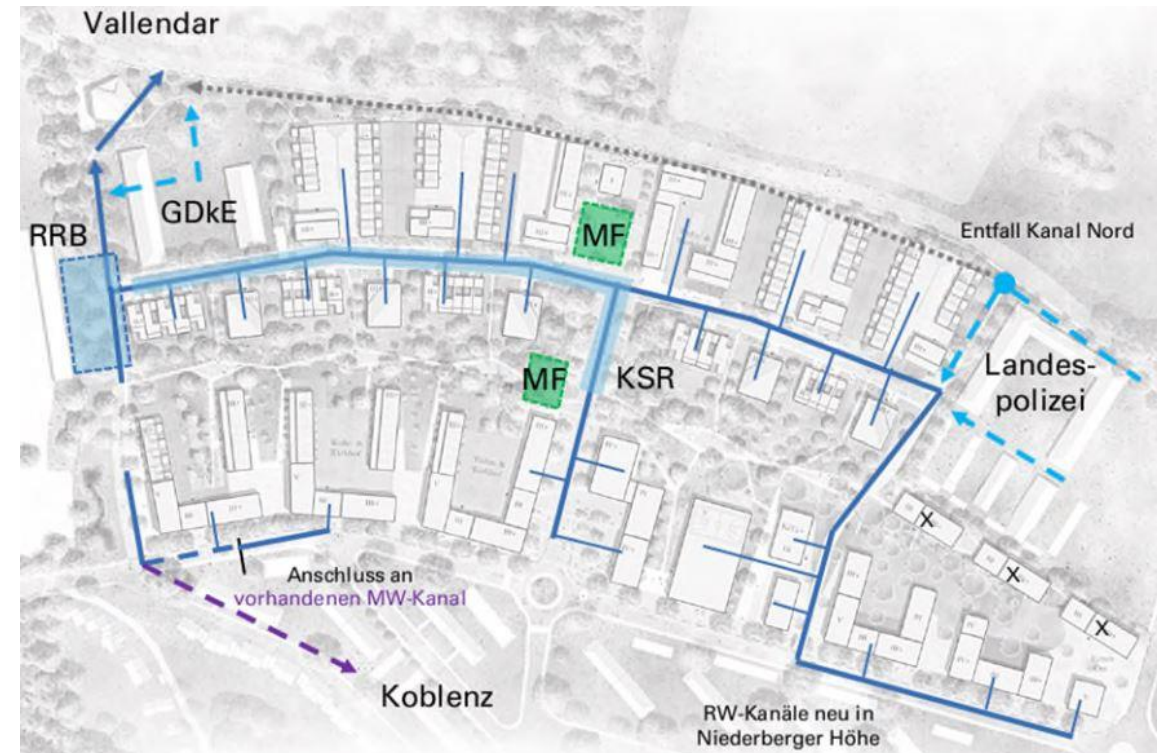 Vallendar
GDkE
RRB
MF
Entfall Kanal Nord
MF
KSR
Landes-
polizei
X
X
X
Anschluss an
vorhandenen MW-Kanal
Koblenz
RW-Kanäle neu in
Niederberger Höhe